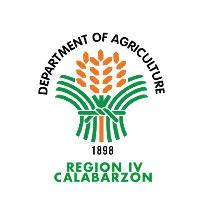 DEPARTMENT OF AGRICULTURE
1898
REGION IV
CALABARZON